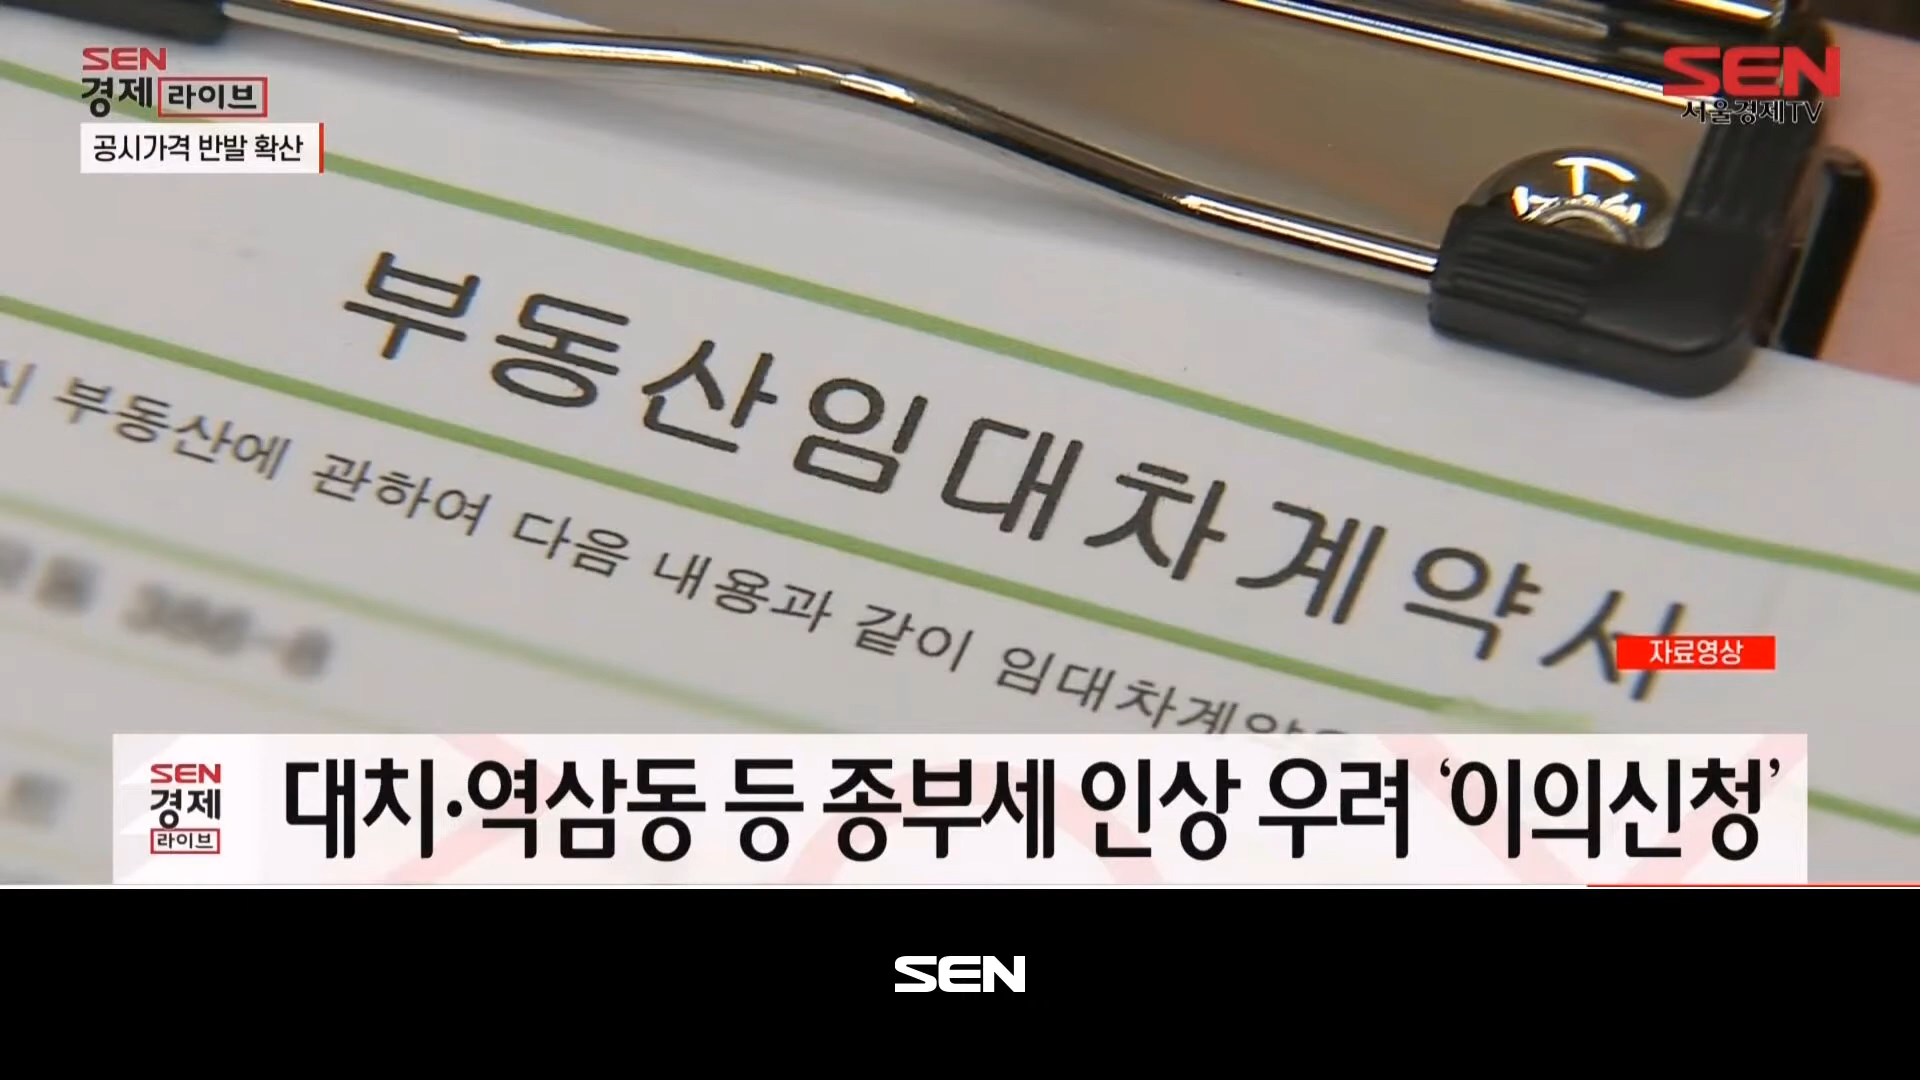 SEN
경제 라이브
공시가격 반발 확산
SEN
서울경제TV
부동산임대차계약서
시 부동산에 관하여 다음 내용과 같이 임대차계약을
자료영상
SEN
경제
라이브
대치·역삼동 등 종부세 인상 우려 ‘이의신청’
SEN